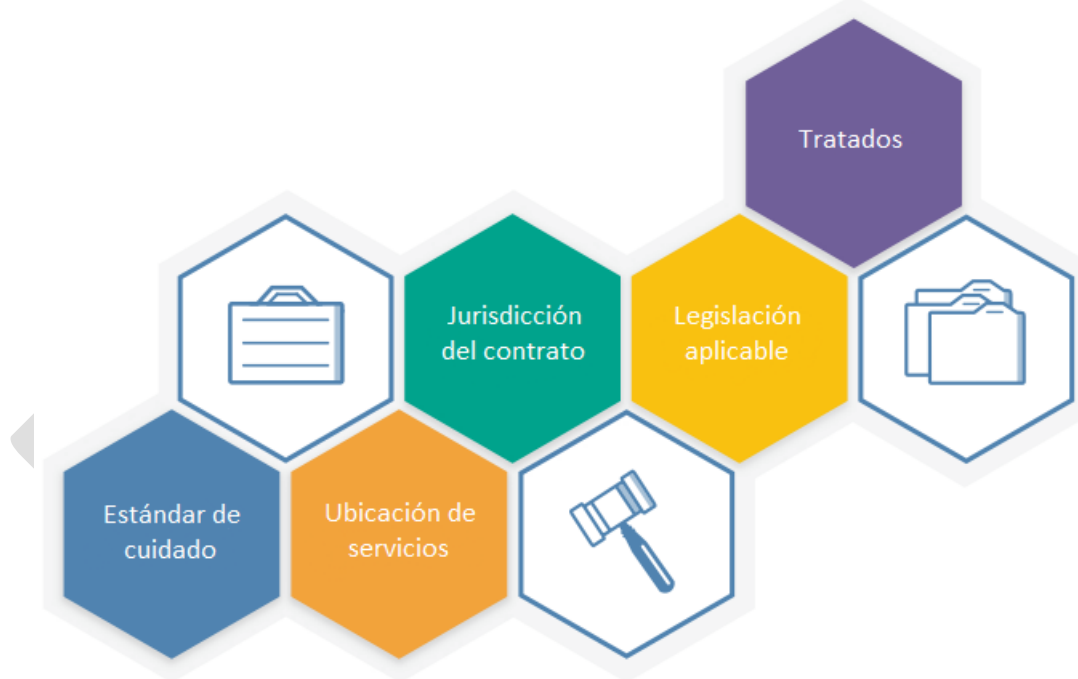 Tratados
Jurisdicción
del contrato
Legislación
aplicable
Estándar de
cuidado
Ubicación de
servicios